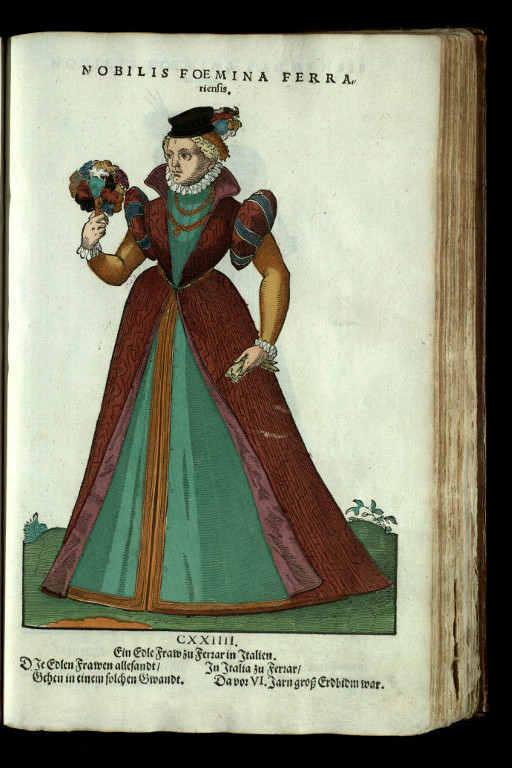 NOBILIS FOEMINA FERRA-
riensis.
CXXIIII.
Ein Edle Fraw zu Ferrar in Italien.
DJe Edlen Frawen allesandt/
Gehen in einem solchen Gwandt.
In Italia zu Ferrar/
Da vor VI. Jarn groß Erdbidm war.